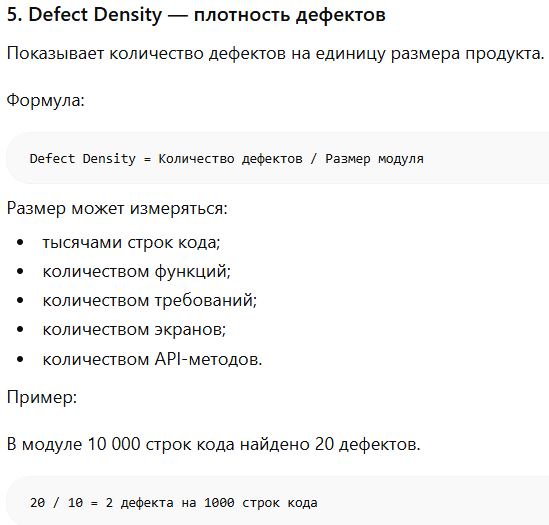 5. Defect Density — плотность дефектов
Показывает количество дефектов на единицу размера продукта.
Формула:
Defect Density = Количество дефектов / Размер модуля
Размер может измеряться:
• тысячами строк кода;
• количеством функций;
• количеством требований;
• количеством экранов;
• количеством API-методов.
Пример:
В модуле 10 000 строк кода найдено 20 дефектов.
20 / 10 = 2 дефекта на 1000 строк кода